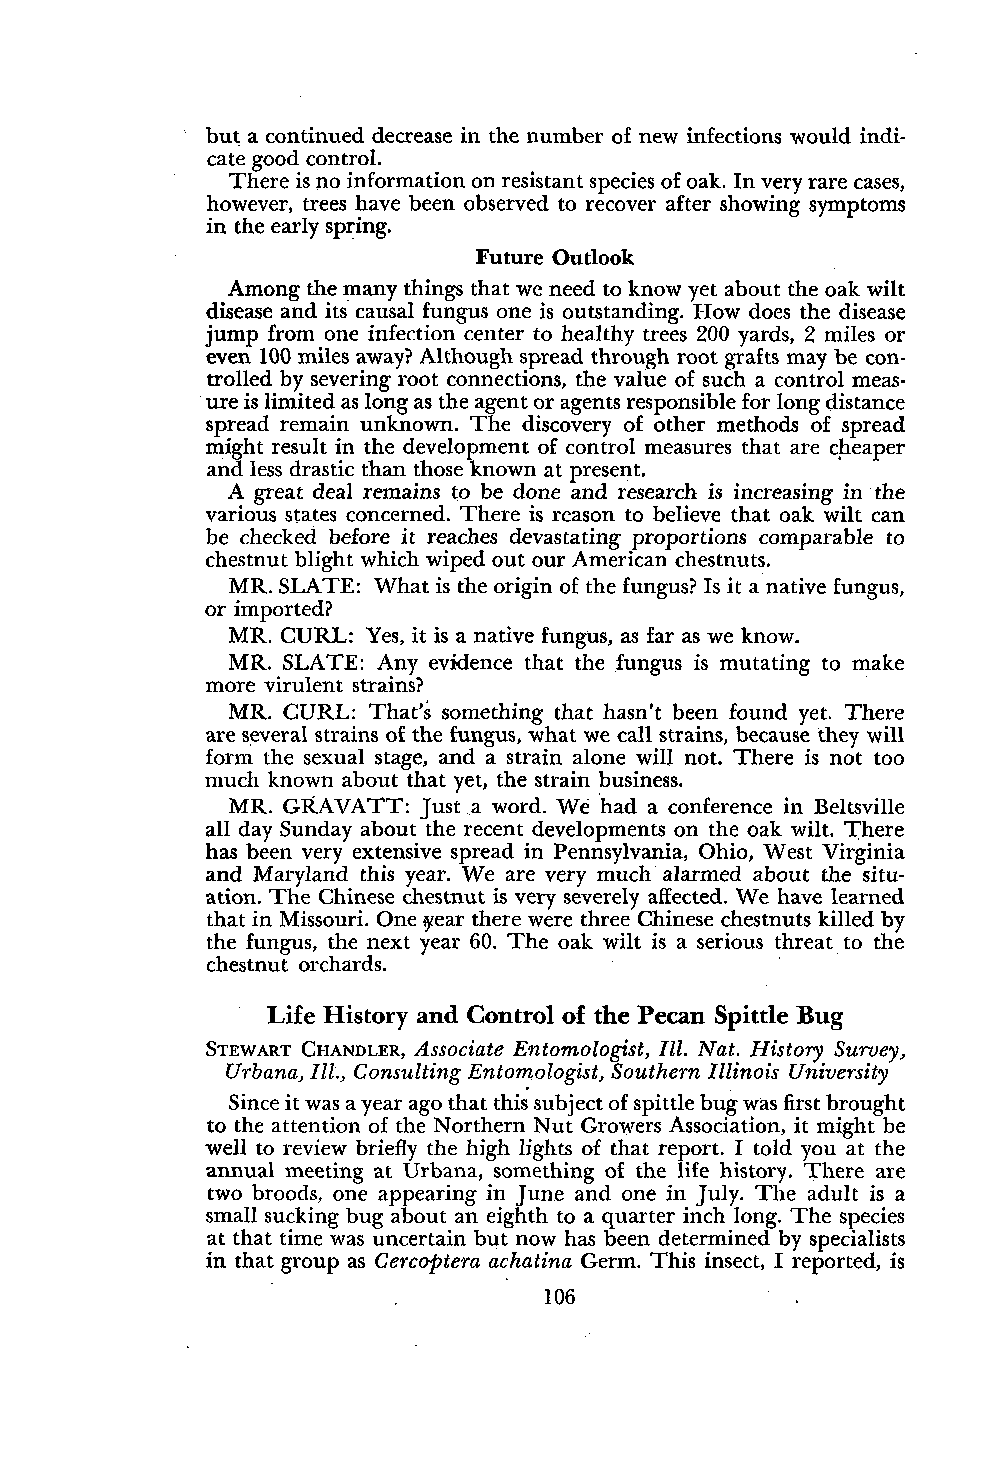 but a continued decrease in the number of new infections would indi-
cate good control.
There is no information on resistant species of oak. In very rare cases,
however, trees have been observed to recover after showing symptoms
in the early spring.
Future Outlook
Among the many things that we need to know yet about the oak wilt
disease and its causal fungus one is outstanding. How does the disease
jump from one infection center to healthy trees 200 yards, 2 miles or
even 100 miles away? Although spread through root grafts may be con-
trolled by severing root connections, the value of such a control meas-
ure is limited as long as the agent or agents responsible for long distance
spread remain unknown. The discovery of other methods of spread
might result in the development of control measures that are cheaper
and less drastic than those known at present.
A great deal remains to be done and research is increasing in the
various states concerned. There is reason to believe that oak wilt can
be checked before it reaches devastating proportions comparable to
chestnut blight which wiped out our American chestnuts.
MR. SLATE: What is the origin of the fungus? Is it a native fungus,
or imported?
MR. CURL: Yes, it is a native fungus, as far as we know.
MR. SLATE: Any evidence that the fungus is mutating to make
more virulent strains?
MR. CURL: That's something that hasn't been found yet. There
are several strains of the fungus, what we call strains, because they will
form the sexual stage, and a strain alone will not. There is not too
much known about that yet, the strain business.
MR. GRAVATT: Just a word. We had a conference in Beltsville
all day Sunday about the recent developments on the oak wilt. There
has been very extensive spread in Pennsylvania, Ohio, West Virginia
and Maryland this year. We are very much alarmed about the situ-
ation. The Chinese chestnut is very severely affected. We have learned
that in Missouri. One year there were three Chinese chestnuts killed by
the fungus, the next year 60. The oak wilt is a serious threat to the
chestnut orchards.
Life History and Control of the Pecan Spittle Bug
STEWART CHANDLER, Associate Entomologist, Ill. Nat. History Survey,
Urbana, Ill., Consulting Entomologist, Southern Illinois University
Since it was a year ago that this subject of spittle bug was first brought
to the attention of the Northern Nut Growers Association, it might be
well to review briefly the high lights of that report. I told you at the
annual meeting at Urbana, something of the life history. There are
two broods, one appearing in June and one in July. The adult is a
small sucking bug about an eighth to a quarter inch long. The species
at that time was uncertain but now has been determined by specialists
in that group as Cercoptera achatina Germ. This insect, I reported, is
106